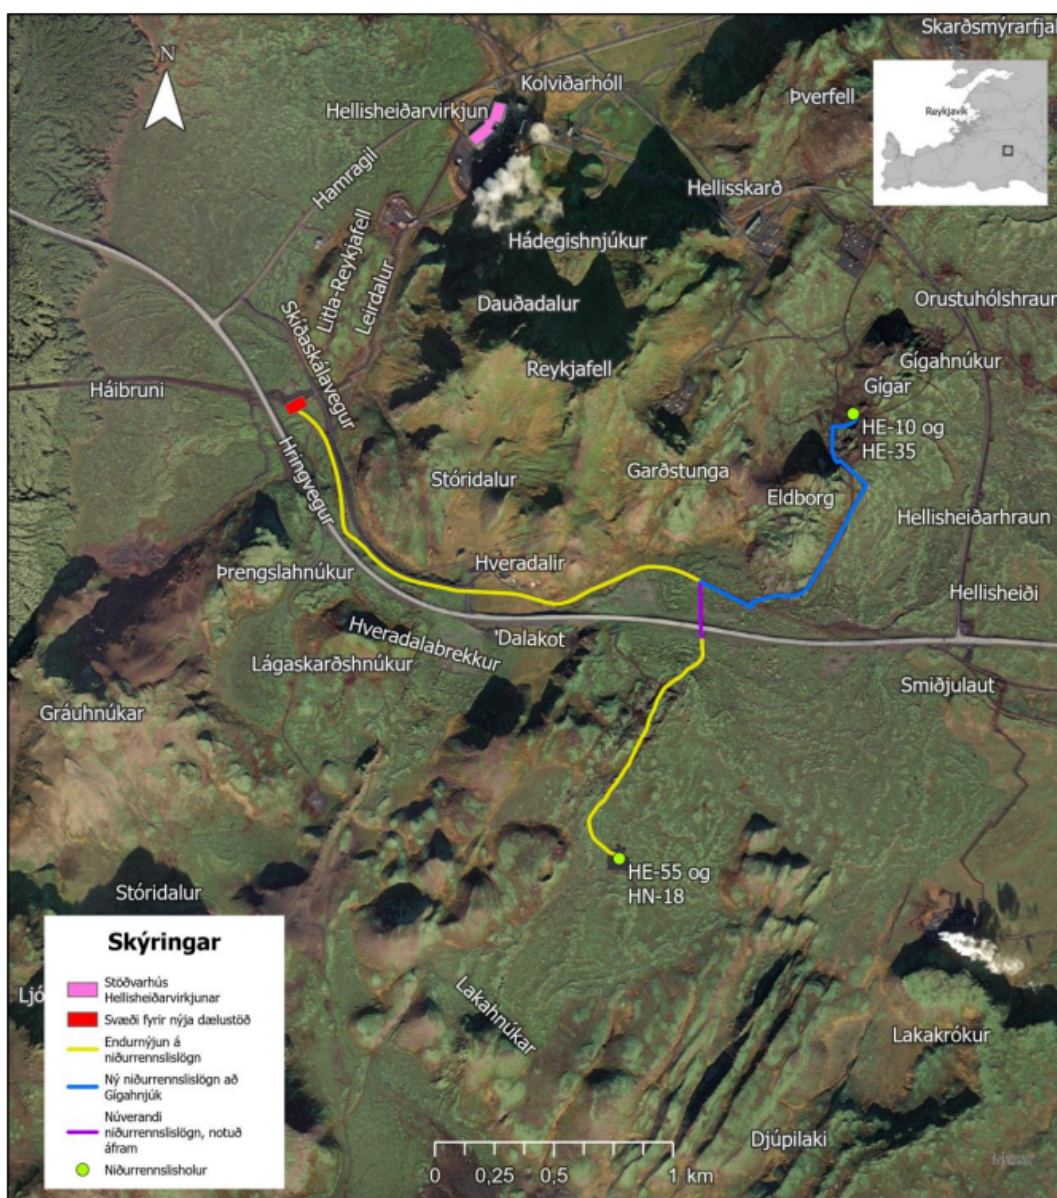 Skarðsmýrarfja
N
Kolviðarhóll
Þverfell
Hellisheiðarvirkjun
Reykjavik
Hamragil
Hellisskarð
Hádegishnjúkur
Litla-Reykjafell
Leirdalur
Skíðaskálavegur
Dauðadalur
Orustuhólshraun
Reykjafell
Gígahnúkur
Gígar
Háibruni
HE-10 og
HE-35
Hringvegur
Stóridalur
Garðstunga
Eldborg
Hellisheiðarhraun
Þrengslahnúkur
Hveradalir
Hellisheiði
Hveradalabrekkur
Dalakot
Lágaskarðshnúkur
Smiðjulaut
Gráuhnúkar
HE-55 og
HN-18
Stóridalur
Ljó
Lakahnúkar
Lakakrókur
Djúpilaki
Skýringar
Stöðvarhús
Hellisheiðarvirkjunar
Svæði fyrir nýja dælustöð
Endurnýjun á
niðurrennslislögn
Ný niðurrennslislögn að
Gígahnjúk
Núverandi
niðurrennslislögn, notuð
áfram
Niðurrennslisholur
0 0,25 0,5 1 km